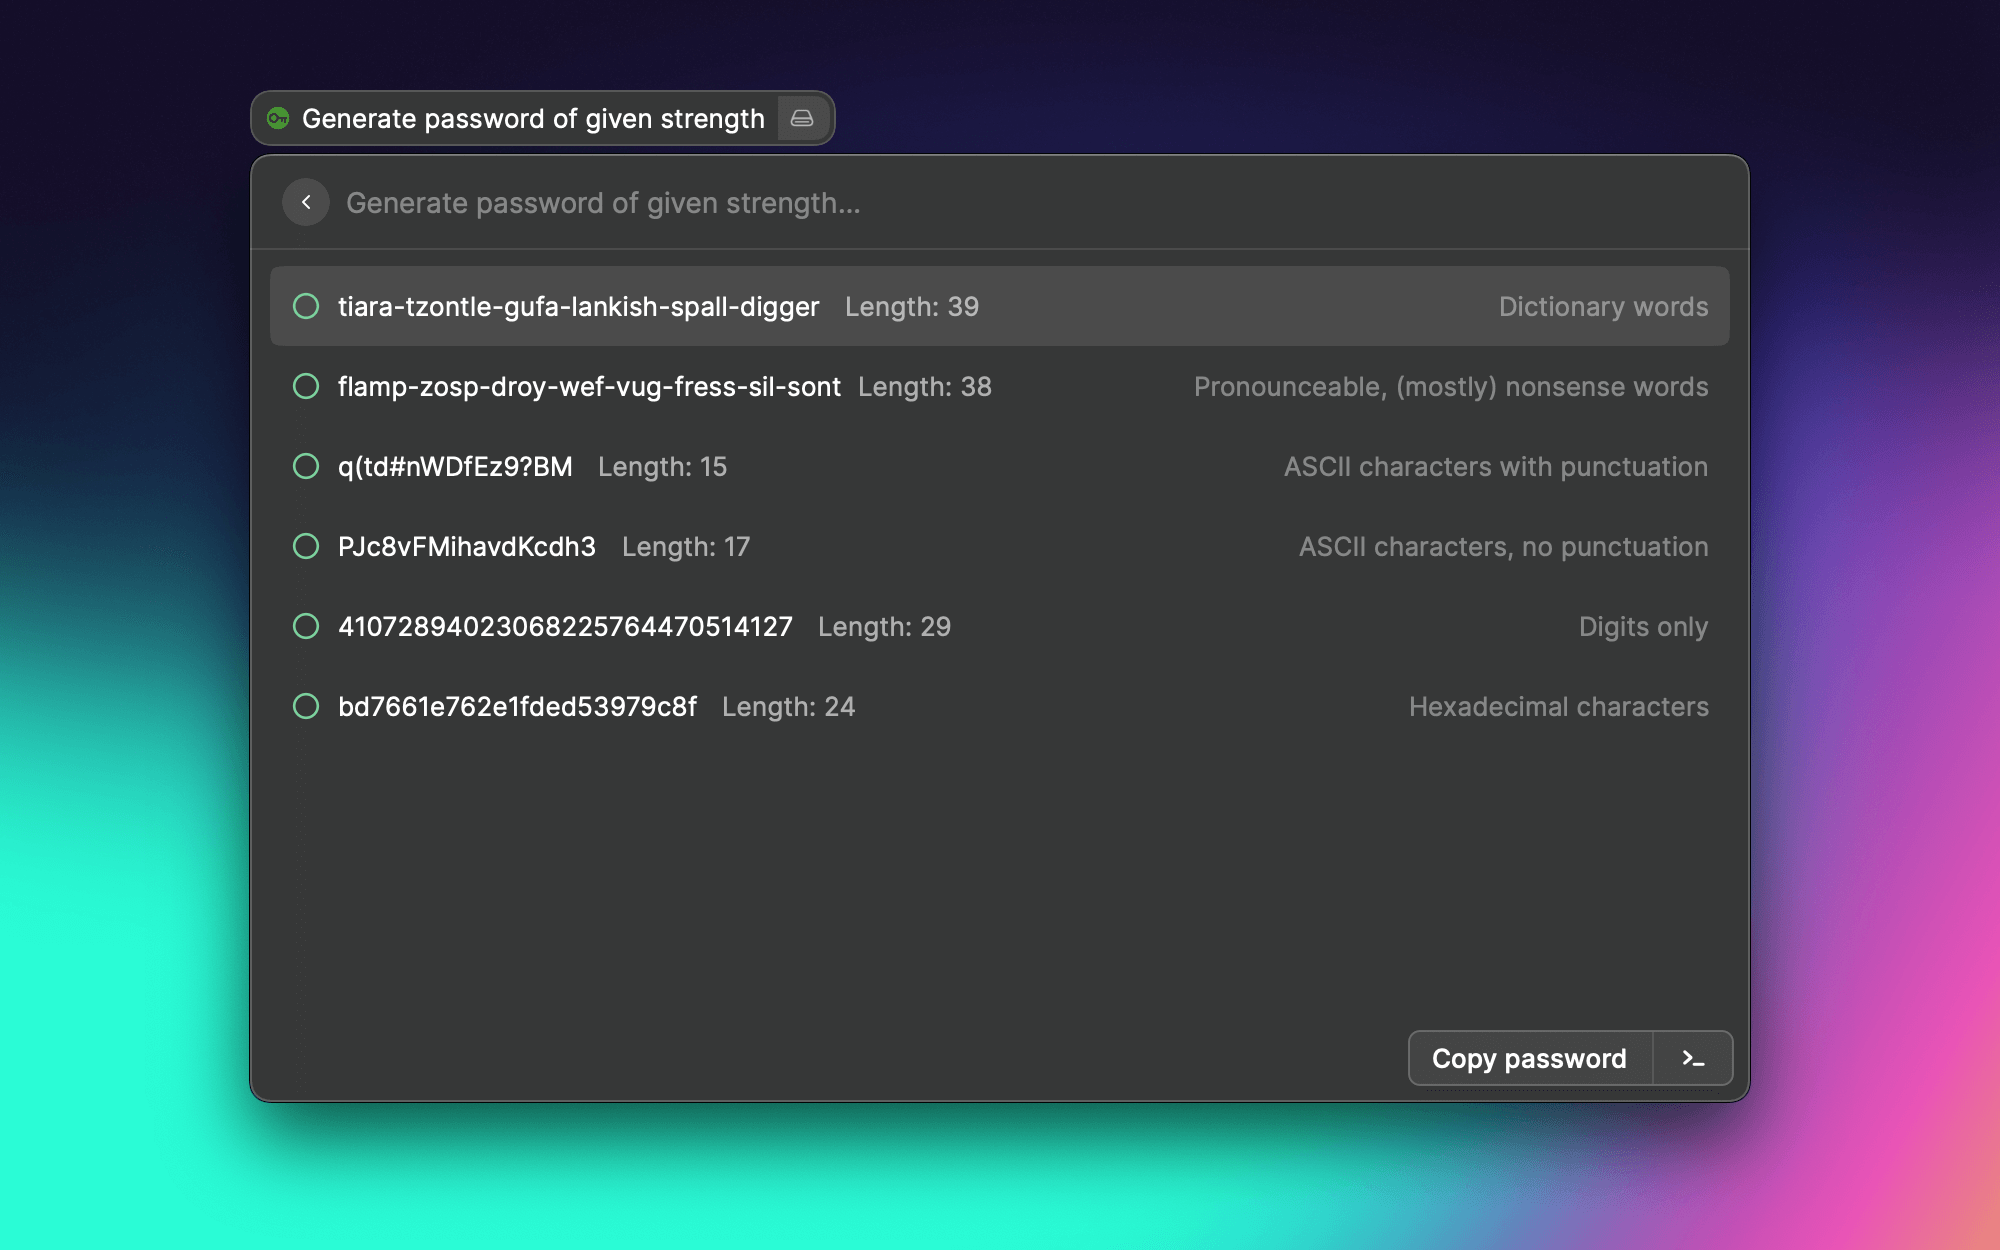 Generate password of given strength
Generate password of given strength...
tiara-tzontle-gufa-lankish-spall-digger Length: 39 Dictionary words
flamp-zosp-droy-wef-vug-fress-sil-sont Length: 38 Pronounceable, (mostly) nonsense words
q(td#nWDfEz9?BM Length: 15 ASCII characters with punctuation
PJc8vFMihavdKcdh3 Length: 17 ASCII characters, no punctuation
41072894023068225764470514127 Length: 29 Digits only
bd7661e762e1fded53979c8f Length: 24 Hexadecimal characters
Copy password >_